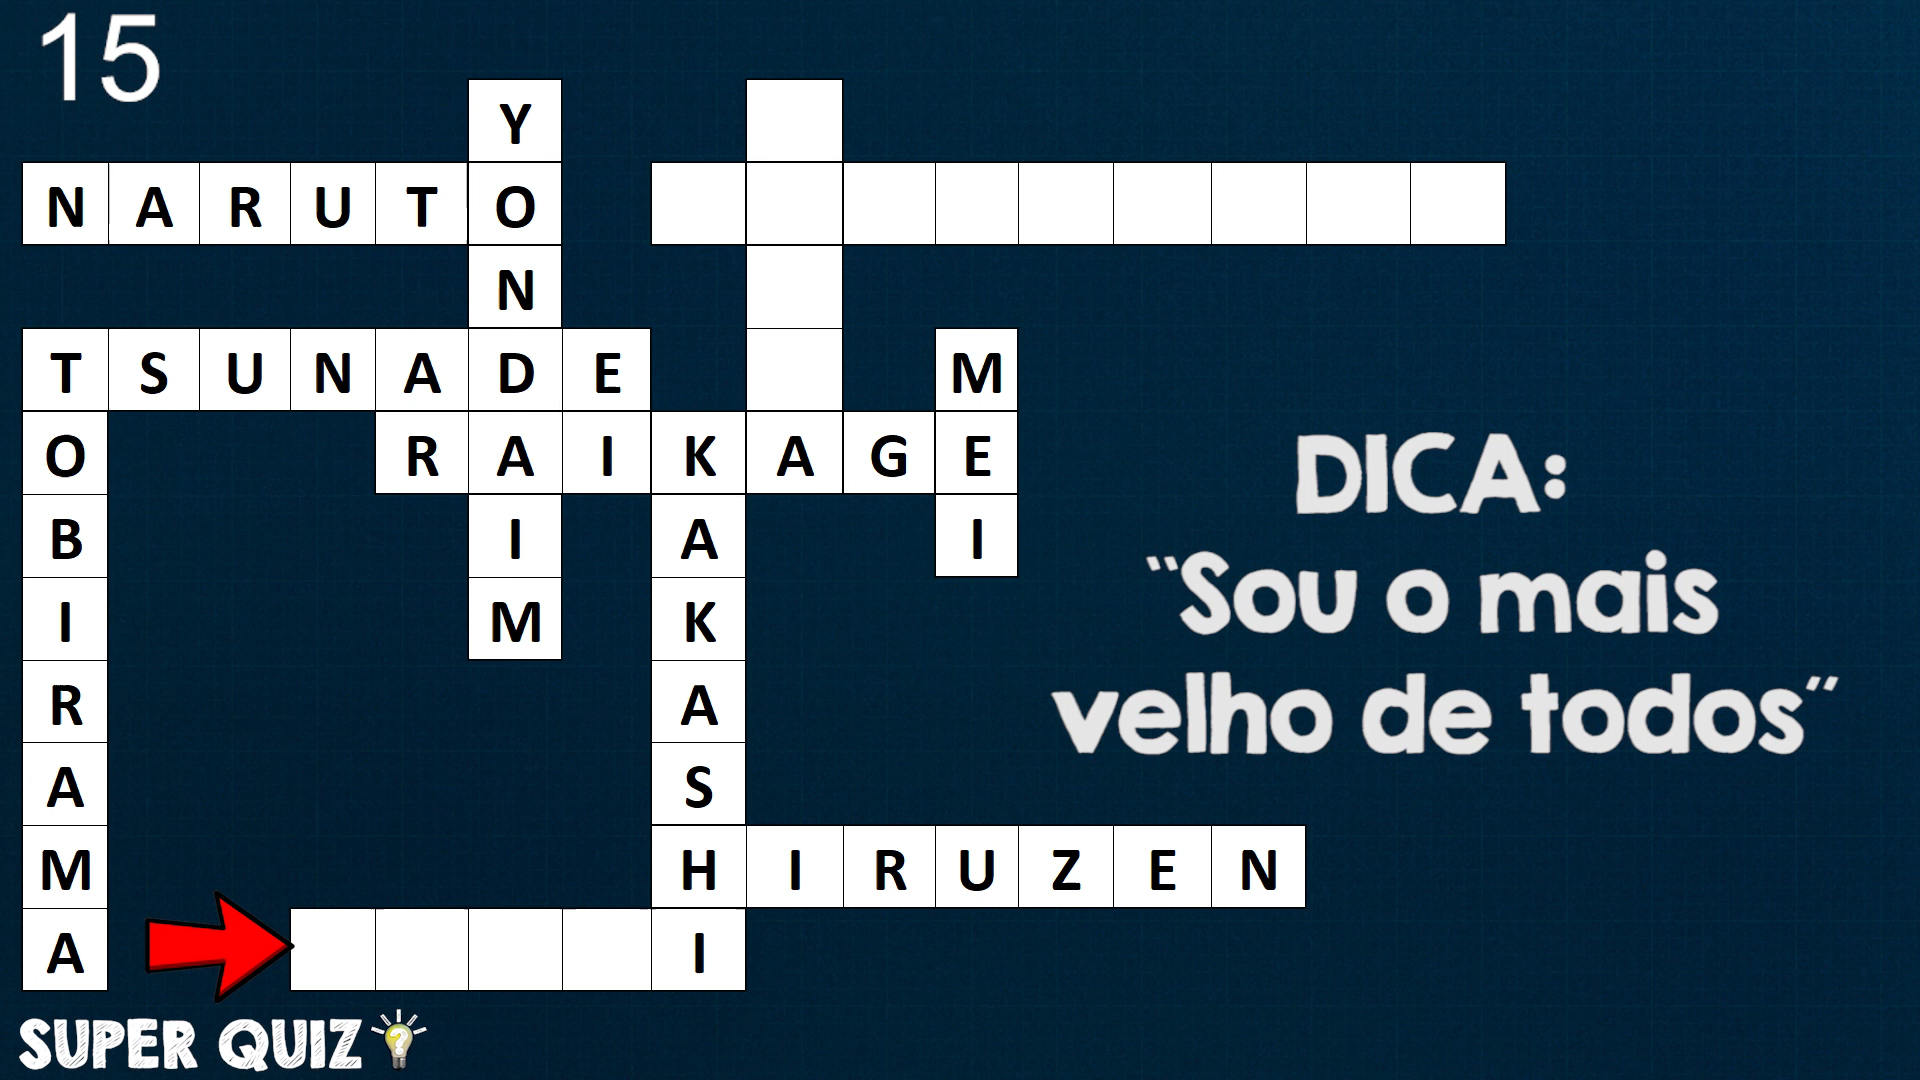 15
Y
NARUTO
N
TSUNADE M
O RAIKAGE
B I A I
I M K
R A
A S
M HIRUZEN
A I
DICA:
¨Sou o mais
velho de todos¨
SUPER QUIZ ?